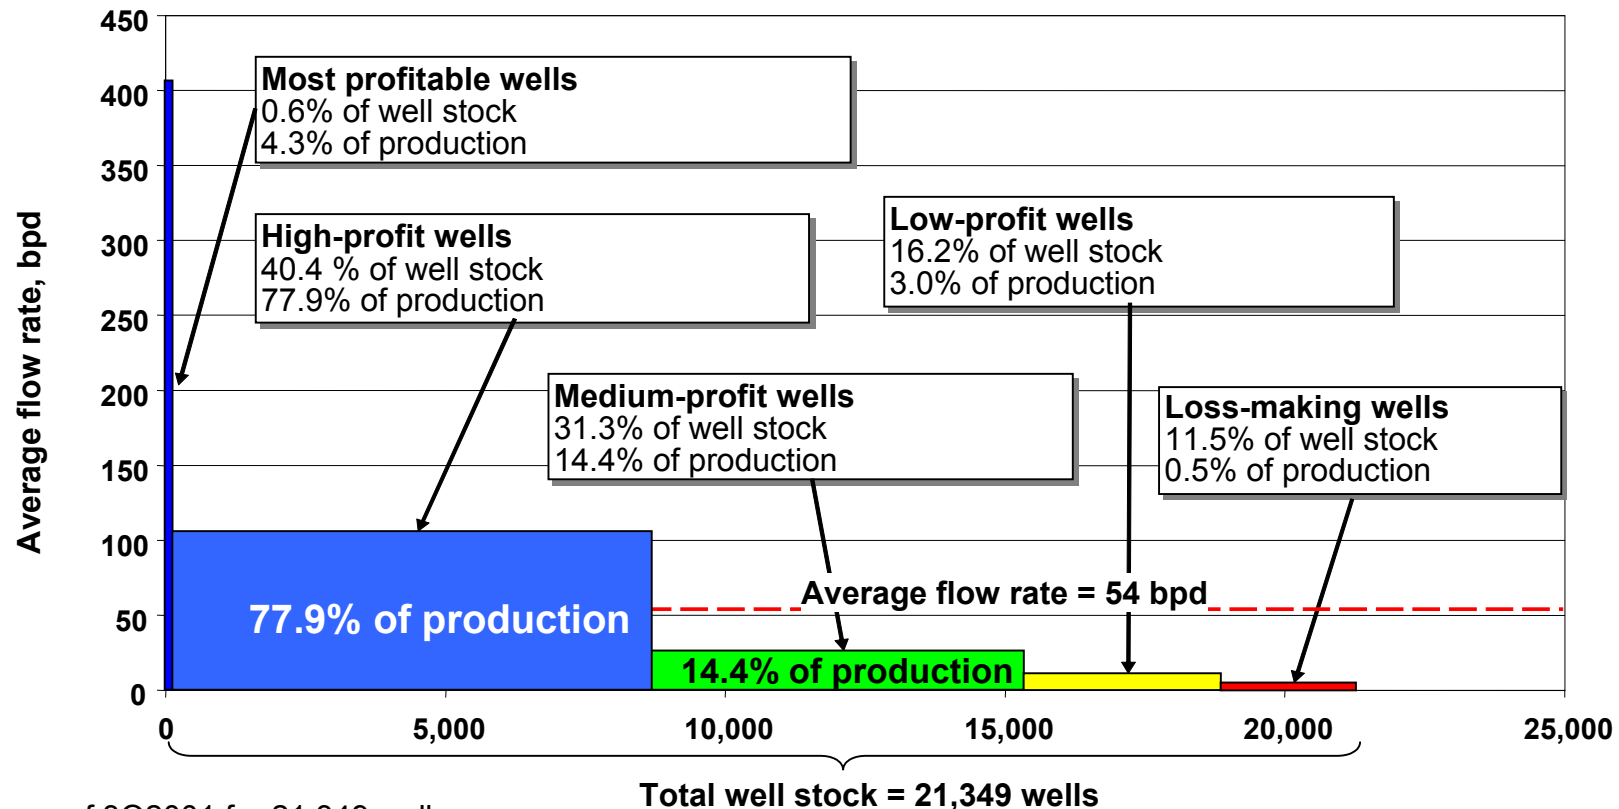 450
400
350
300
250
200
150
100
50
0
Average flow rate, bpd
Most profitable wells
0.6% of well stock
4.3% of production
High-profit wells
40.4 % of well stock
77.9% of production
Low-profit wells
16.2% of well stock
3.0% of production
Medium-profit wells
31.3% of well stock
14.4% of production
Loss-making wells
11.5% of well stock
0.5% of production
Average flow rate = 54 bpd
77.9% of production
14.4% of production
0 5,000 10,000 15,000 20,000 25,000
Total well stock = 21,349 wells